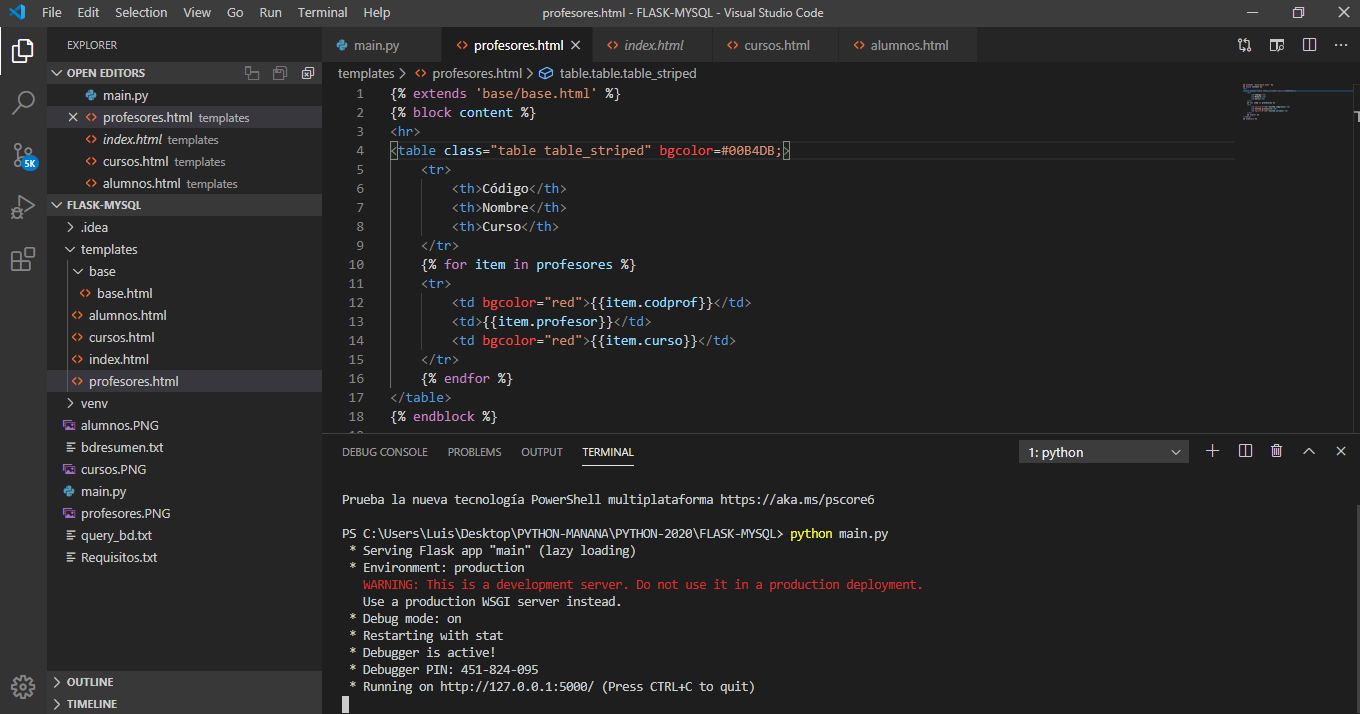 File Edit Selection View Go Run Terminal Help profesores.html - FLASK-MYSQL - Visual Studio Code
EXPLORER
OPEN EDITORS
main.py
profesores.html templates
index.html templates
cursos.html templates
alumnos.html templates
5K
FLASK-MYSQL
.idea
templates
base
base.html
alumnos.html
cursos.html
index.html
profesores.html
venv
alumnos.PNG
bdresumen.txt
cursos.PNG
main.py
profesores.PNG
query_bd.txt
Requisitos.txt
OUTLINE
TIMELINE
main.py profesores.html index.html cursos.html alumnos.html
templates > profesores.html > table.table.table_striped
1 {% extends 'base/base.html' %}
2 {% block content %}
3 <hr>
4 <table class="table table_striped" bgcolor=#00B4DB;>
5 <tr>
6 <th>Código</th>
7 <th>Nombre</th>
8 <th>Curso</th>
9 </tr>
10 {% for item in profesores %}
11 <tr>
12 <td bgcolor="red">{{item.codprof}}</td>
13 <td>{{item.profesor}}</td>
14 <td bgcolor="red">{{item.curso}}</td>
15 </tr>
16 {% endfor %}
17 </table>
18 {% endblock %}
DEBUG CONSOLE PROBLEMS OUTPUT TERMINAL 1: python
Prueba la nueva tecnología PowerShell multiplataforma https://aka.ms/pscore6
PS C:\Users\Luis\Desktop\PYTHON-MANANA\PYTHON-2020\FLASK-MYSQL> python main.py
* Serving Flask app "main" (lazy loading)
* Environment: production
WARNING: This is a development server. Do not use it in a production deployment.
Use a production WSGI server instead.
* Debug mode: on
* Restarting with stat
* Debugger is active!
* Debugger PIN: 451-824-095
* Running on http://127.0.0.1:5000/ (Press CTRL+C to quit)